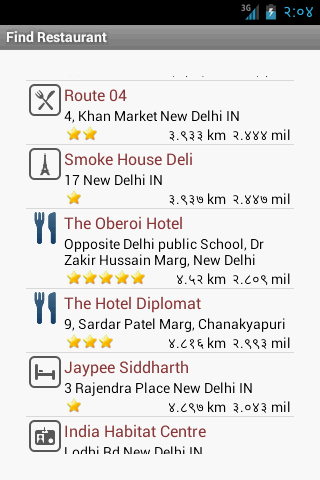 3G २:०४
Find Restaurant
Route 04
4, Khan Market New Delhi IN
३.९३३ km २.४४४ mil
Smoke House Deli
17 New Delhi IN
३.९३७ km २.४४७ mil
The Oberoi Hotel
Opposite Delhi public School, Dr
Zakir Hussain Marg, New Delhi
४.५२ km २.८०९ mil
The Hotel Diplomat
9, Sardar Patel Marg, Chanakyapuri
४.८१६ km २.९९३ mil
Jaypee Siddharth
3 Rajendra Place New Delhi IN
४.८९७ km ३.०४३ mil
India Habitat Centre
Lodhi Rd New Delhi IN